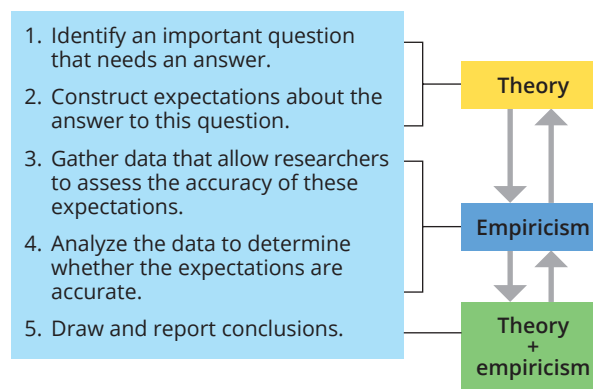 1. Identify an important question
that needs an answer.
2. Construct expectations about the
answer to this question.
3. Gather data that allow researchers
to assess the accuracy of these
expectations.
4. Analyze the data to determine
whether the expectations are
accurate.
5. Draw and report conclusions.
Theory
Empiricism
Theory
+
empiricism